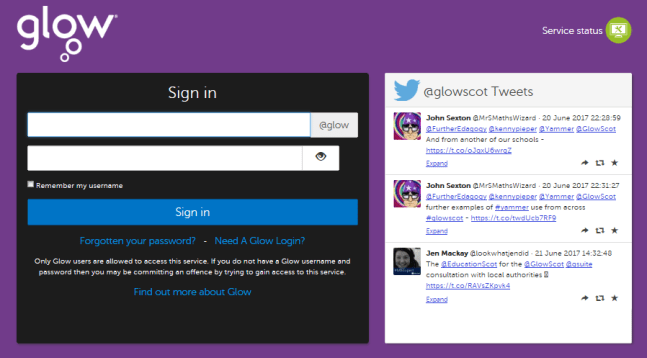 glow
Service status
Sign in
@glow
Remember my username
Sign in
Forgotten your password? - Need A Glow Login?
Only Glow users are allowed to access this service. If you do not have a Glow username and
password then you may be committing an offence by trying to gain access to this service.
Find out more about Glow
@glowscot Tweets
John Sexton @MrSMathsWizard · 20 June 2017 22:28:59
@FurtherEdagogy @kennypieper @Yammer @GlowScot
And from another of our schools -
https://t.co/oJaxU6wrqZ
Expand
John Sexton @MrSMathsWizard · 20 June 2017 22:31:27
@FurtherEdagogy @kennypieper @Yammer @GlowScot
further examples of #yammer use from across
#glowscot - https://t.co/twdUcb7RF9
Expand
Jen Mackay @lookwhatjendid · 21 June 2017 14:32:48
The @EducationScot for the @GlowScot @gsuite
consultation with local authorities
https://t.co/RAVsZKpvk4
Expand